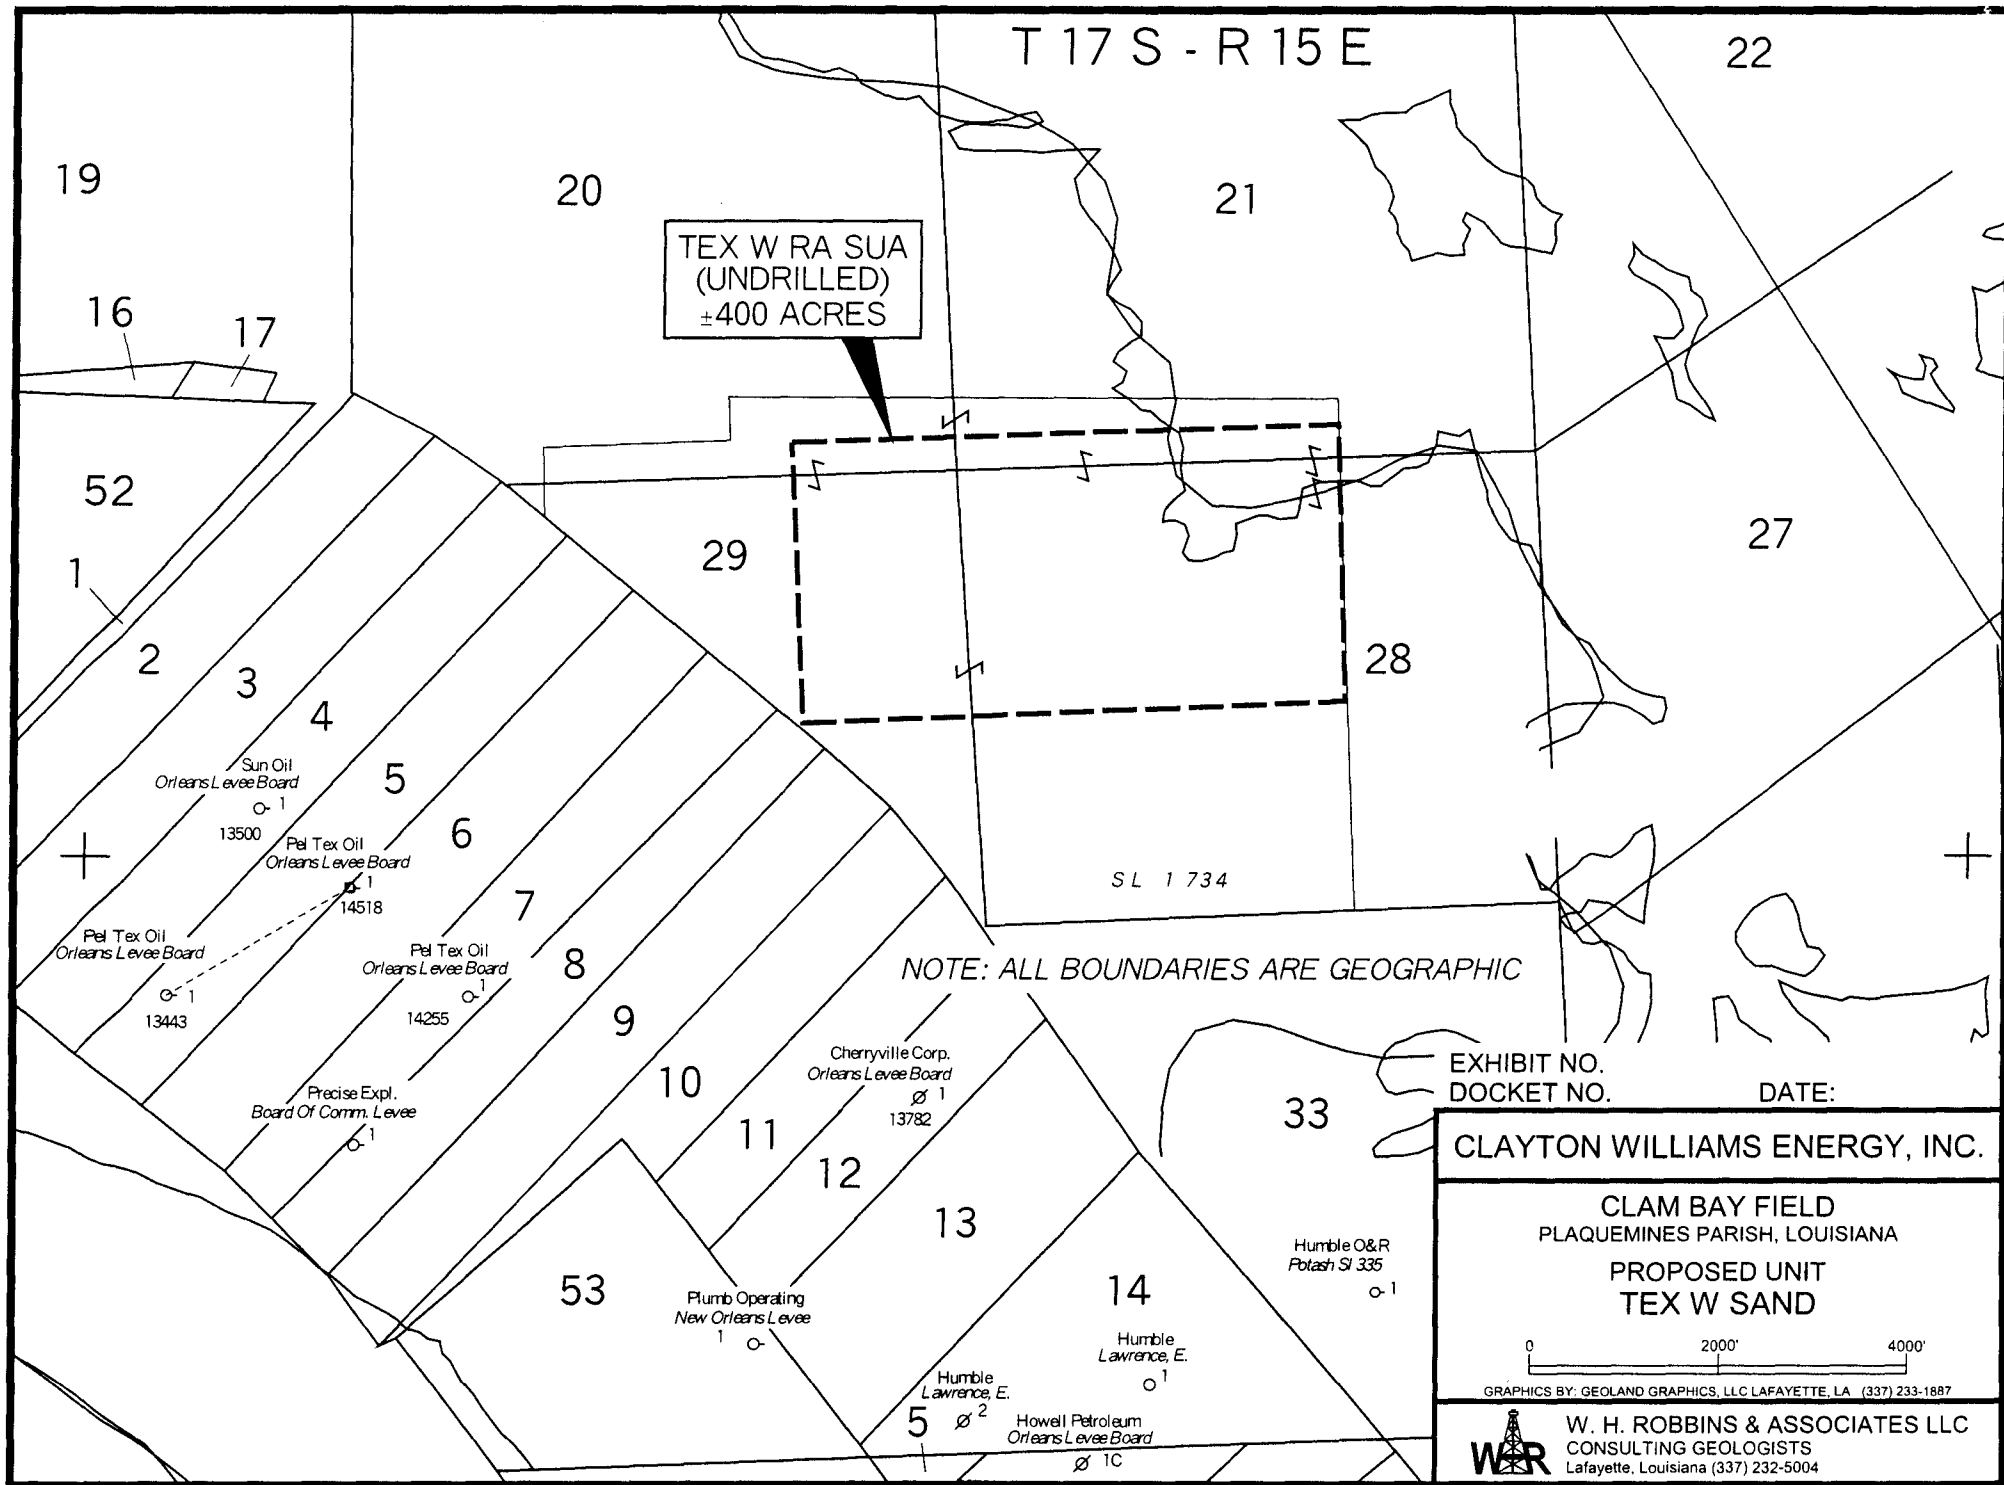 T 17 S - R 15 E
22
19
20
21
TEX W RA SUA
(UNDRILLED)
±400 ACRES
16
17
52
29
27
1
2
3
28
4
Sun Oil
Orleans Levee Board
1
13500
5
Pel Tex Oil
Orleans Levee Board
1
14518
6
SL 1734
7
Pel Tex Oil
Orleans Levee Board
1
13443
Pel Tex Oil
Orleans Levee Board
1
14255
8
NOTE: ALL BOUNDARIES ARE GEOGRAPHIC
9
10
Cherryville Corp.
Orleans Levee Board
1
13782
Precise Expl.
Board Of Comm. Levee
1
11
12
33
13
53
14
Plumb Operating
New Orleans Levee
1
Humble O&R
Potash Sl 335
1
Humble
Lawrence, E.
1
Humble
Lawrence, E.
2
5
Howell Petroleum
Orleans Levee Board
1C
EXHIBIT NO.
DOCKET NO. DATE:
CLAYTON WILLIAMS ENERGY, INC.
CLAM BAY FIELD
PLAQUEMINES PARISH, LOUISIANA
PROPOSED UNIT
TEX W SAND
0 2000' 4000'
GRAPHICS BY: GEOLAND GRAPHICS, LLC LAFAYETTE, LA (337) 233-1887
W R
W. H. ROBBINS & ASSOCIATES LLC
CONSULTING GEOLOGISTS
Lafayette, Louisiana (337) 232-5004